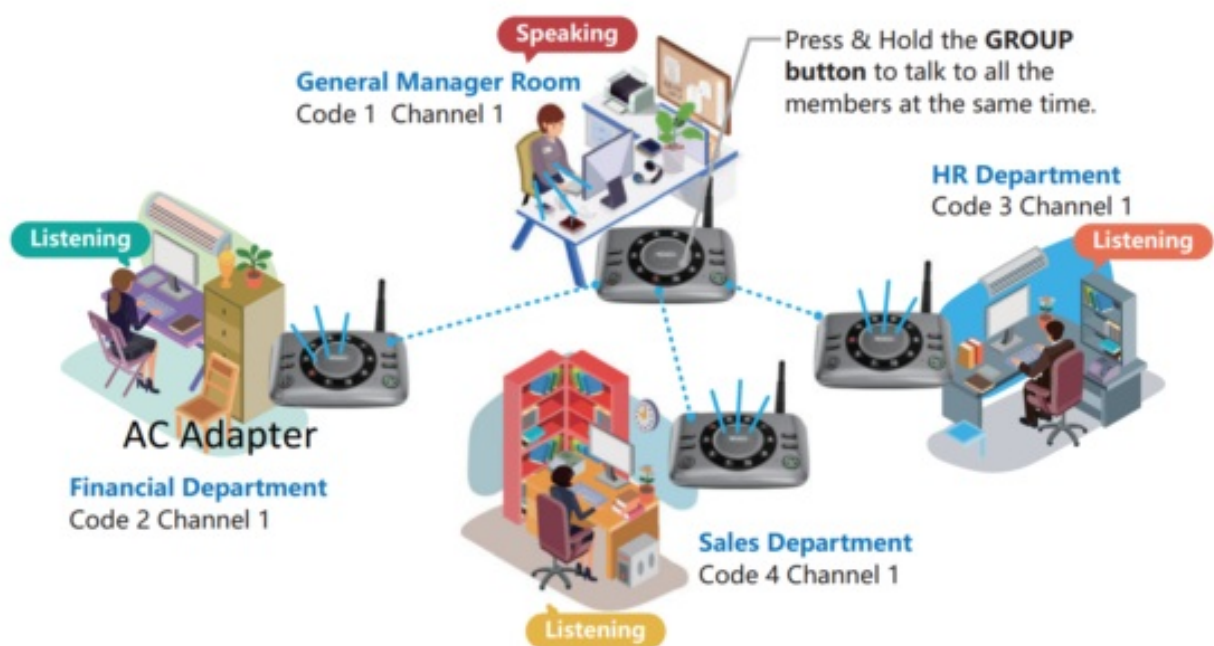 Speaking
General Manager Room
Code 1 Channel 1
Press & Hold the GROUP
button to talk to all the
members at the same time.
HR Department
Code 3 Channel 1
Listening
Listening
AC Adapter
Financial Department
Code 2 Channel 1
Sales Department
Code 4 Channel 1
Listening